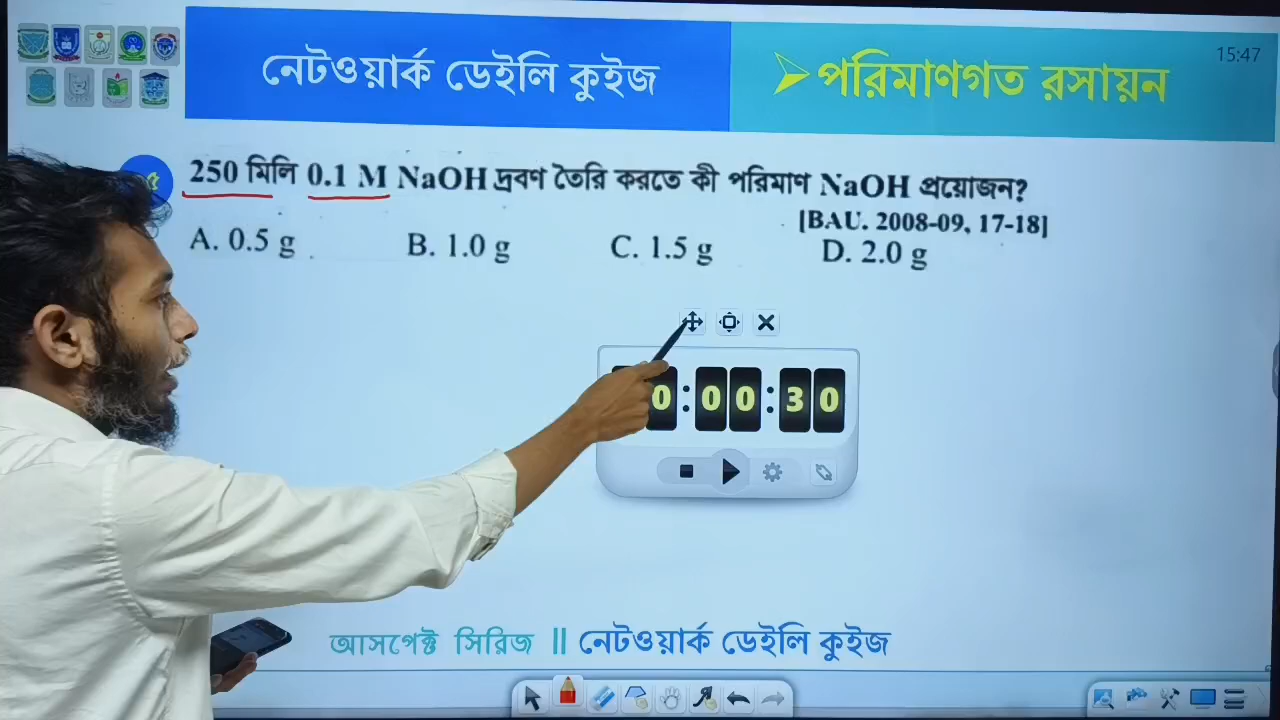 নেটওয়ার্ক ডেইলি কুইজ
পরিমাণগত রসায়ন
15:47
৫ 250 মিলি 0.1 M NaOH দ্রবণ তৈরি করতে কী পরিমাণ NaOH প্রয়োজন?
[BAU. 2008-09, 17-18]
A. 0.5 g B. 1.0 g C. 1.5 g D. 2.0 g
0:00:30
আসপেক্ট সিরিজ || নেটওয়ার্ক ডেইলি কুইজ